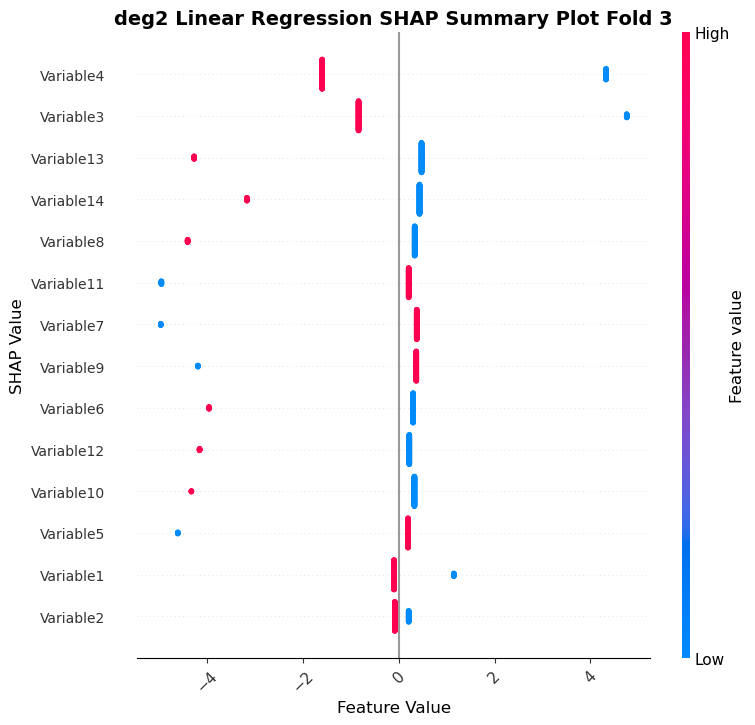 deg2 Linear Regression SHAP Summary Plot Fold 3
High
Variable4
Variable3
Variable13
Variable14
Variable8
Variable11
Variable7
Variable9
Variable6
Variable12
Variable10
Variable5
Variable1
Variable2
SHAP Value
Feature value
Low
−4 −2 0 2 4
Feature Value